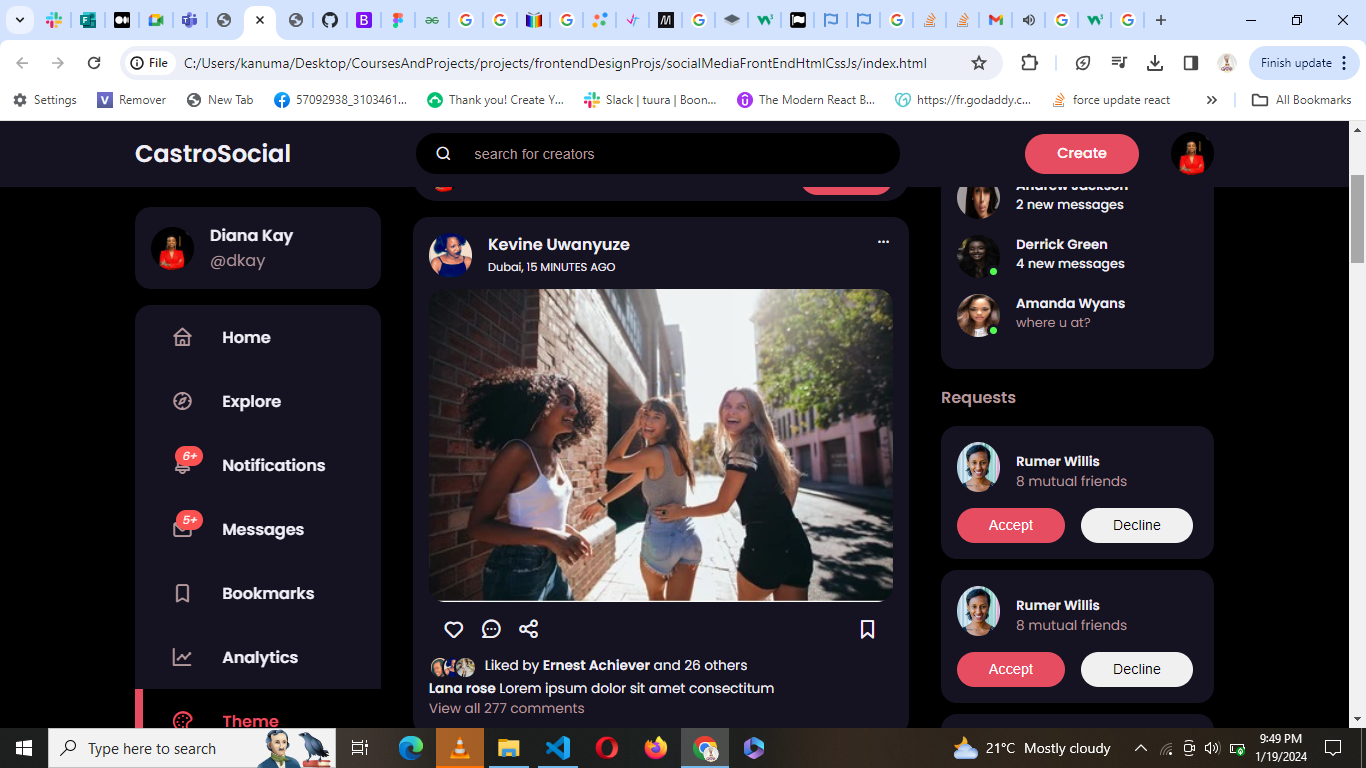 Finish update
File
C:/Users/kanuma/Desktop/CoursesAndProjects/projects/frontendDesignProjs/socialMediaFrontEndHtmlCssJs/index.html
Settings
Remover
New Tab
57092938_3103461...
Thank you! Create Y...
Slack | tuura | Boon...
The Modern React B...
https://fr.godaddy.c...
force update react
All Bookmarks
CastroSocial
search for creators
Create
Diana Kay
@dkay
Home
Explore
6+
Notifications
5+
Messages
Bookmarks
Analytics
Theme
Kevine Uwanyuze
Dubai, 15 MINUTES AGO
Liked by Ernest Achiever and 26 others
Lana rose Lorem ipsum dolor sit amet consectitum
View all 277 comments
Andrew Jackson
2 new messages
Derrick Green
4 new messages
Amanda Wyans
where u at?
Requests
Rumer Willis
8 mutual friends
Accept
Decline
Rumer Willis
8 mutual friends
Accept
Decline
Type here to search
21°C Mostly cloudy
9:49 PM
1/19/2024